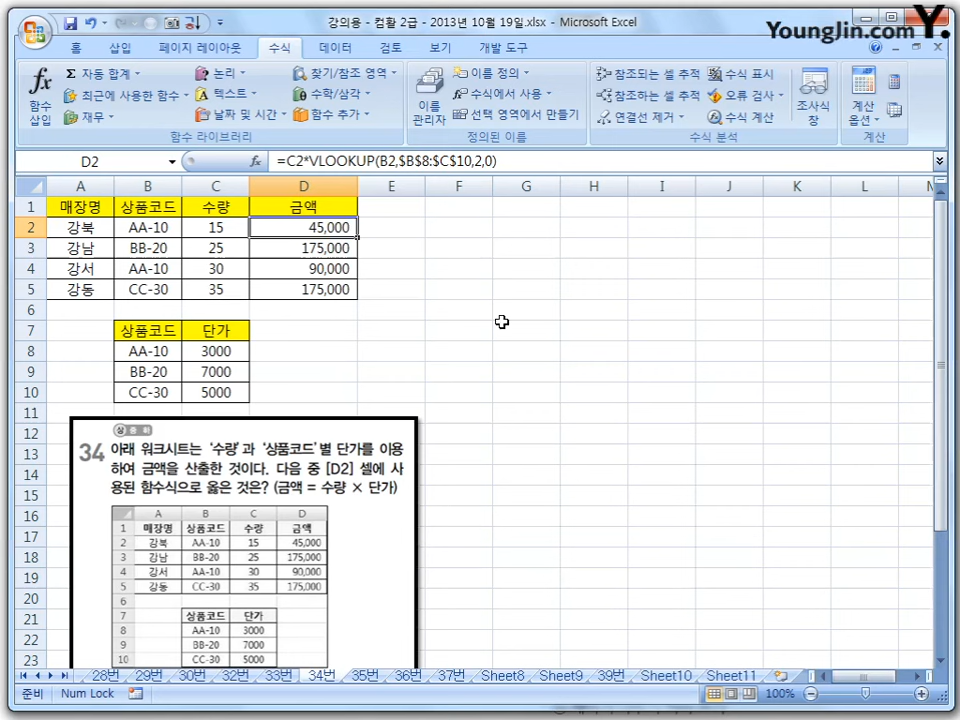 강의용 - 컴활 2급 - 2013년 10월 19일.xlsx - Microsoft Excel
YoungJin.com Y.
홈 삽입 페이지 레이아웃 수식 데이터 검토 보기 개발 도구
fx 함수 삽입
Σ 자동 합계
최근에 사용한 함수
재무
논리
텍스트
날짜 및 시간
찾기/참조 영역
수학/삼각
함수 추가
함수 라이브러리
이름 관리자
이름 정의
수식에서 사용
선택 영역에서 만들기
정의된 이름
참조되는 셀 추적
참조하는 셀 추적
연결선 제거
수식 표시
오류 검사
수식 계산
조사식 창
수식 분석
계산 옵션
계산
D2 fx =C2*VLOOKUP(B2,$B$8:$C$10,2,0)
A B C D E F G H I J K L M
1 매장명 상품코드 수량 금액
2 강북 AA-10 15 45,000
3 강남 BB-20 25 175,000
4 강서 AA-10 30 90,000
5 강동 CC-30 35 175,000
6
7 상품코드 단가
8 AA-10 3000
9 BB-20 7000
10 CC-30 5000
11
12
13
14
15
16
17
18
19
20
21
22
23
상 중 하
34 아래 워크시트는 '수량'과 '상품코드'별 단가를 이용
하여 금액을 산출한 것이다. 다음 중 [D2] 셀에 사
용된 함수식으로 옳은 것은? (금액 = 수량 × 단가)
A B C D
1 매장명 상품코드 수량 금액
2 강북 AA-10 15 45,000
3 강남 BB-20 25 175,000
4 강서 AA-10 30 90,000
5 강동 CC-30 35 175,000
6
7 상품코드 단가
8 AA-10 3000
9 BB-20 7000
10 CC-30 5000
28번 29번 30번 32번 33번 34번 35번 36번 37번 Sheet8 Sheet9 39번 Sheet10 Sheet11
준비 Num Lock 100%